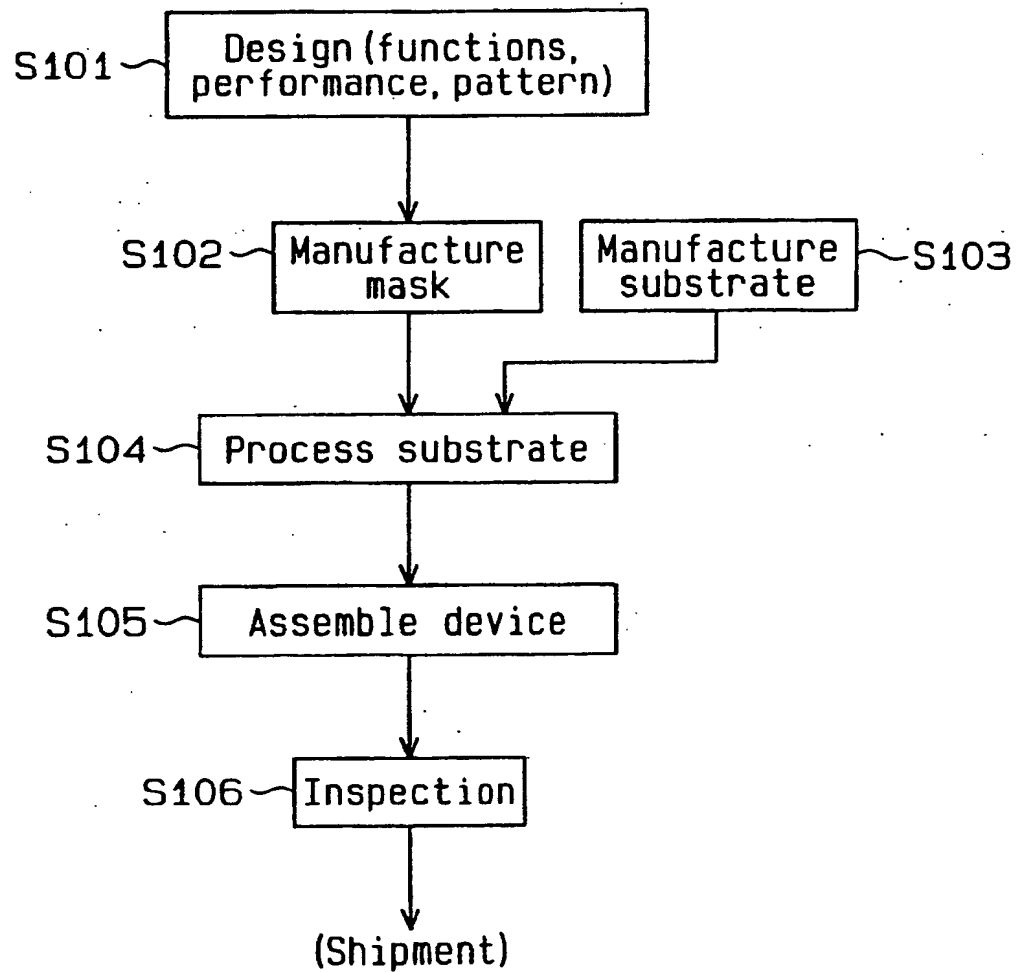 S101
Design (functions,
performance, pattern)
S102
Manufacture
mask
Manufacture
substrate
S103
S104
Process substrate
S105
Assemble device
S106
Inspection
(Shipment)